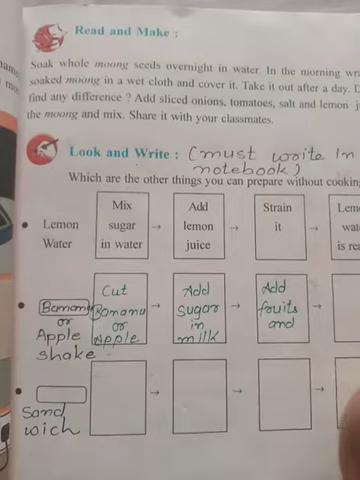 Read and Make :
Soak whole moong seeds overnight in water. In the morning wra
soaked moong in a wet cloth and cover it. Take it out after a day. D
find any difference ? Add sliced onions, tomatoes, salt and lemon j
the moong and mix. Share it with your classmates.
Look and Write : (must write In
notebook)
Which are the other things you can prepare without cooking
Lemon Water
Mix sugar in water → Add lemon juice → Strain it → Lem wat is rea
Banana or Apple shake
Cut Banana or Apple → Add sugar in milk → Add fruits and →
Sand wich
→ → →